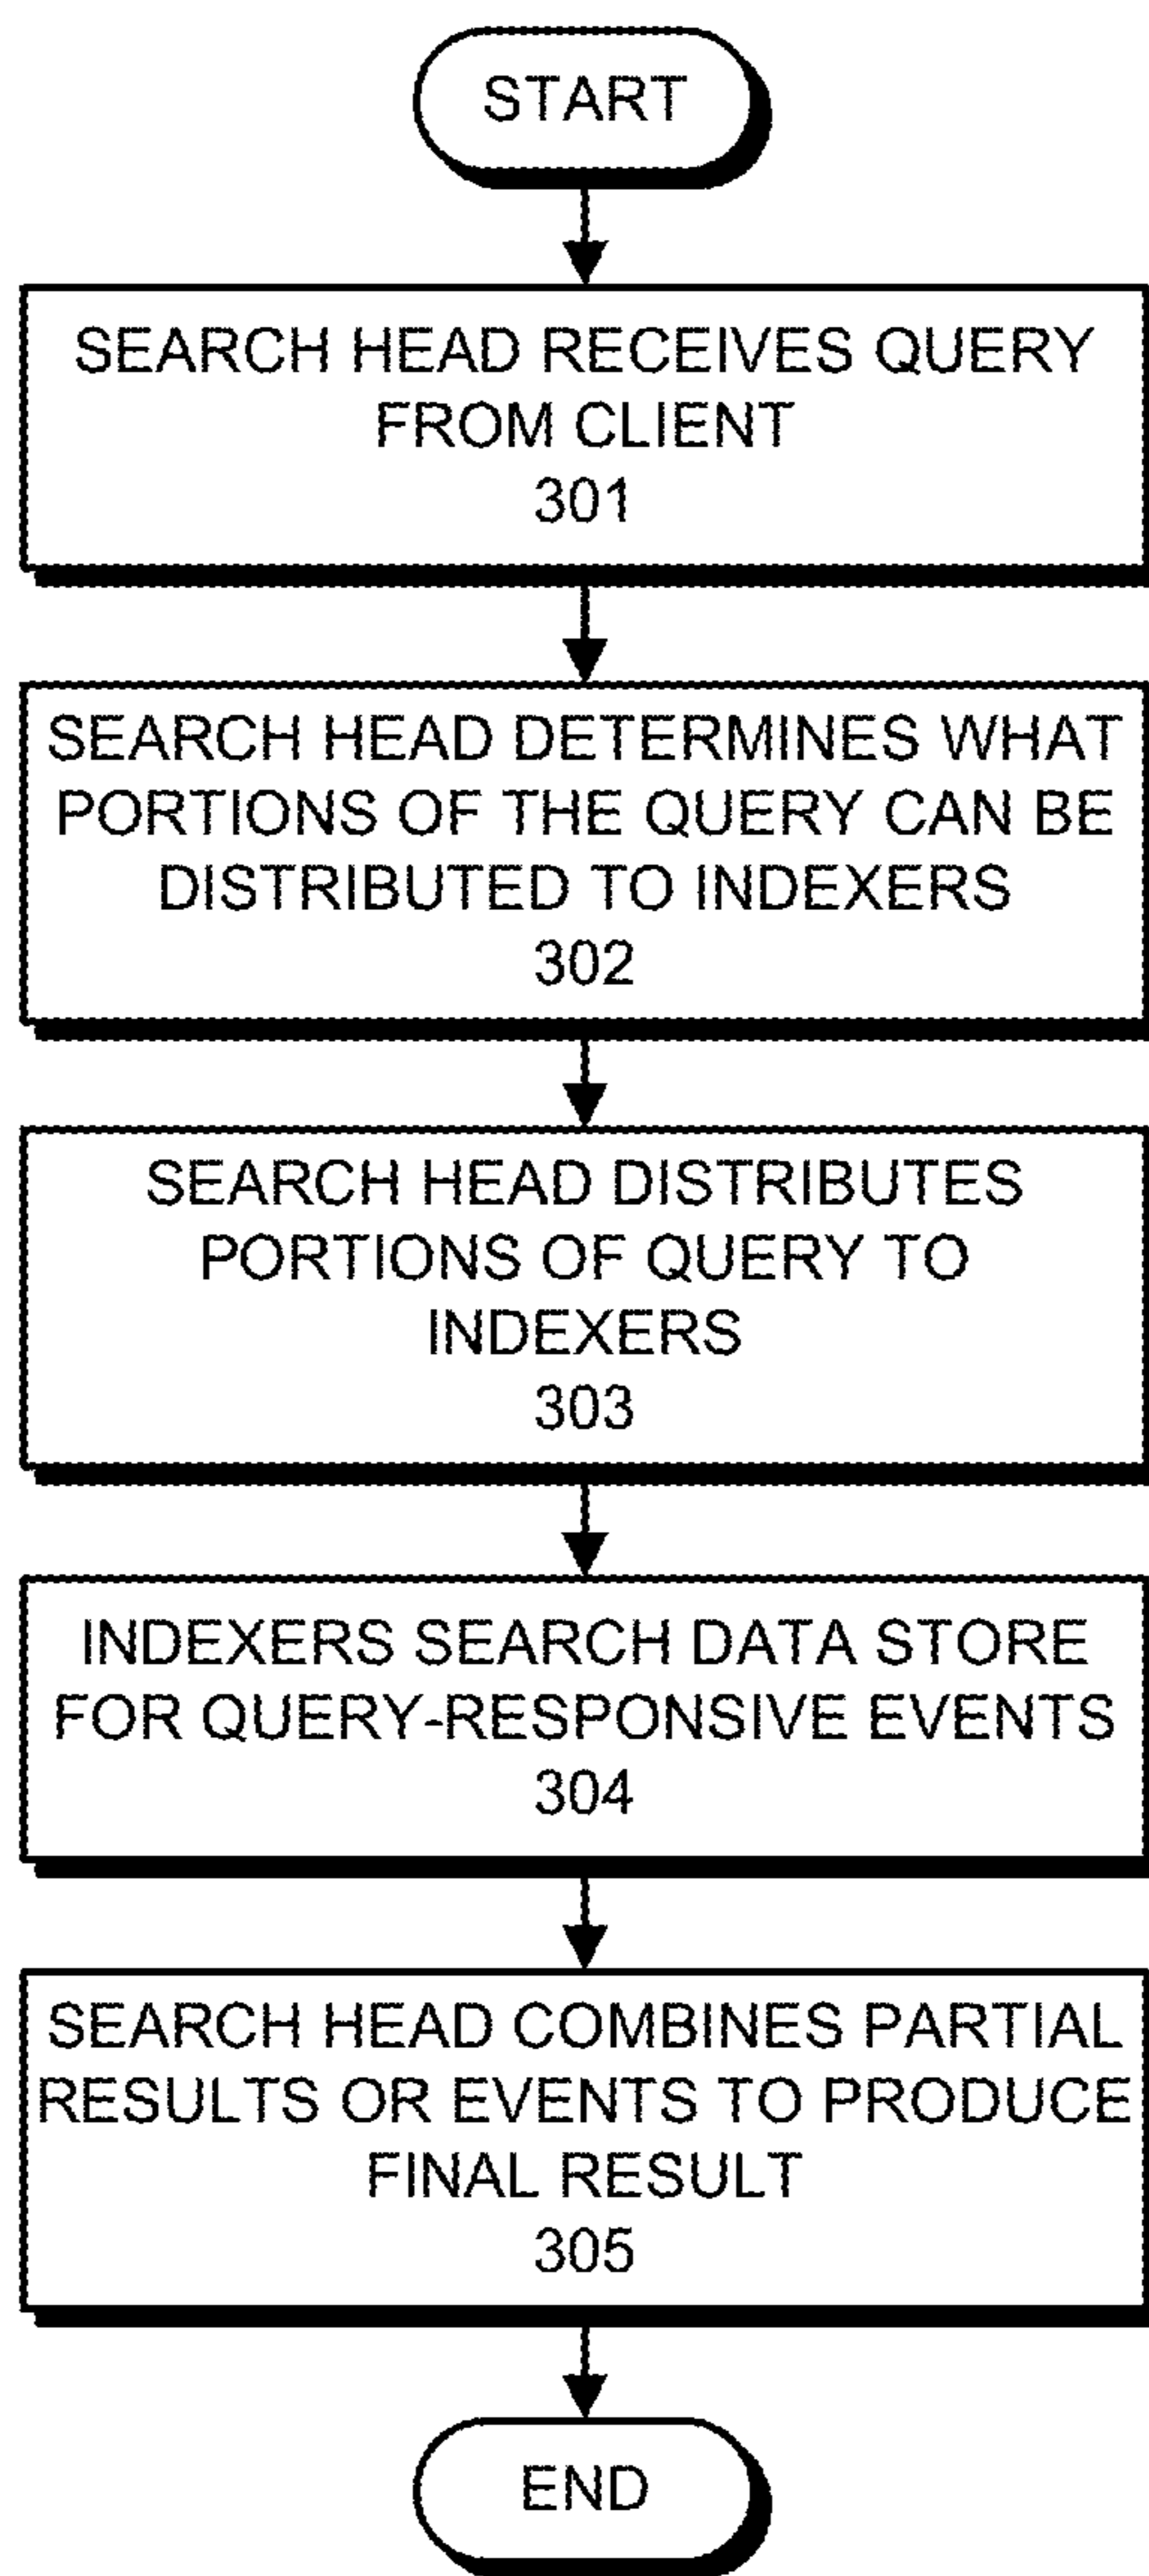 START
SEARCH HEAD RECEIVES QUERY
FROM CLIENT
301
SEARCH HEAD DETERMINES WHAT
PORTIONS OF THE QUERY CAN BE
DISTRIBUTED TO INDEXERS
302
SEARCH HEAD DISTRIBUTES
PORTIONS OF QUERY TO
INDEXERS
303
INDEXERS SEARCH DATA STORE
FOR QUERY-RESPONSIVE EVENTS
304
SEARCH HEAD COMBINES PARTIAL
RESULTS OR EVENTS TO PRODUCE
FINAL RESULT
305
END